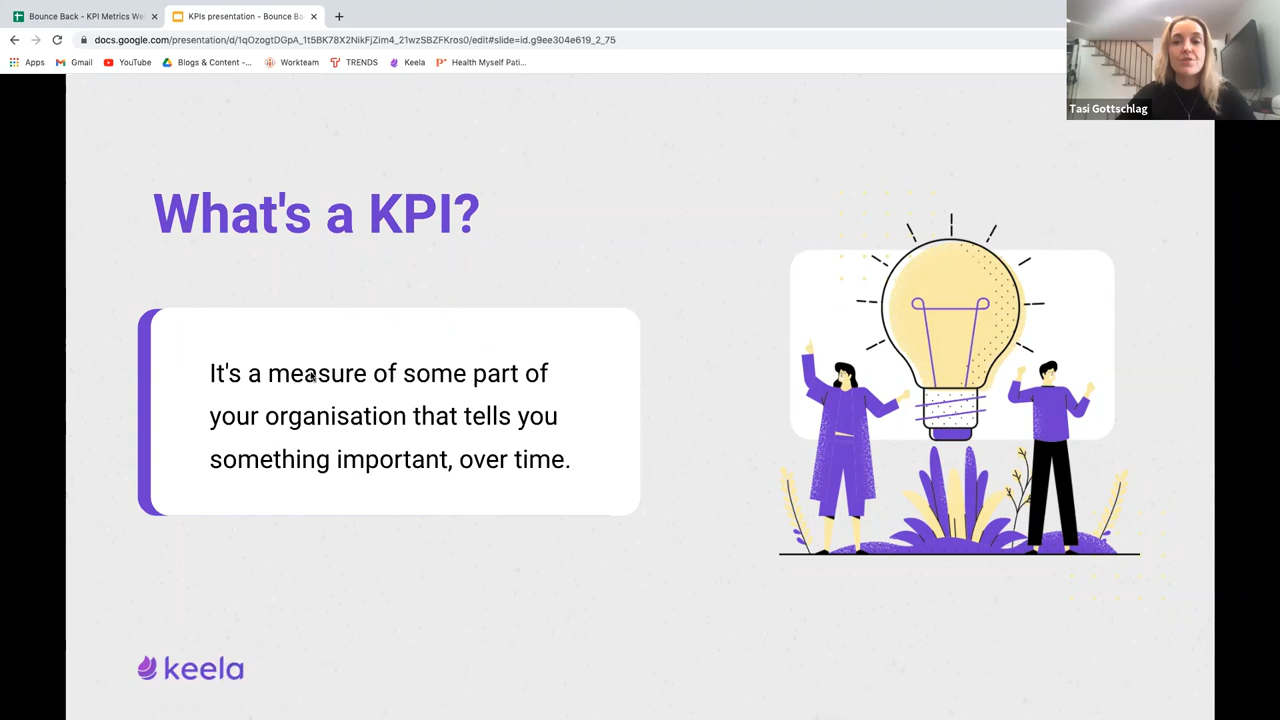 Bounce Back - KPI Metrics We
KPIs presentation - Bounce Ba
docs.google.com/presentation/d/1qOzogtDGpA_1t5BK78X2NikFjZim4_21wzSBZFKros0/edit#slide=id.g9ee304e619_2_75
Apps
Gmail
YouTube
Blogs & Content -...
Workteam
TRENDS
Keela
Health Myself Pati...
Tasi Gottschlag
What's a KPI?
It's a measure of some part of
your organisation that tells you
something important, over time.
keela